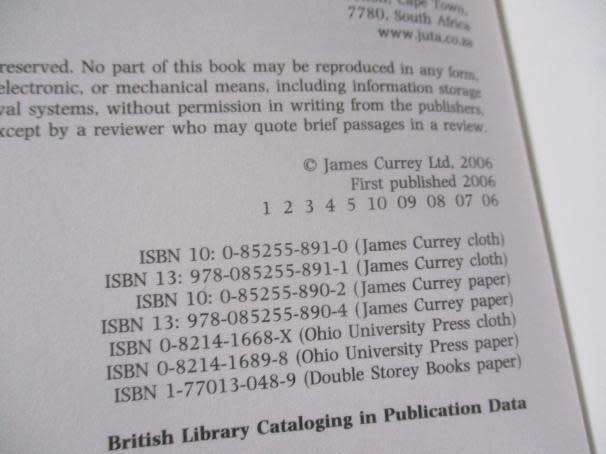 Cape Town,
7780, South Africa
www.juta.co.za
reserved. No part of this book may be reproduced in any form,
electronic, or mechanical means, including information storage
val systems, without permission in writing from the publishers,
xcept by a reviewer who may quote brief passages in a review.
© James Currey Ltd, 2006
First published 2006
1 2 3 4 5 10 09 08 07 06
ISBN 10: 0-85255-891-0 (James Currey cloth)
ISBN 13: 978-085255-891-1 (James Currey cloth)
ISBN 10: 0-85255-890-2 (James Currey paper)
ISBN 13: 978-085255-890-4 (James Currey paper)
ISBN 0-8214-1668-X (Ohio University Press cloth)
ISBN 0-8214-1689-8 (Ohio University Press paper)
ISBN 1-77013-048-9 (Double Storey Books paper)
British Library Cataloging in Publication Data